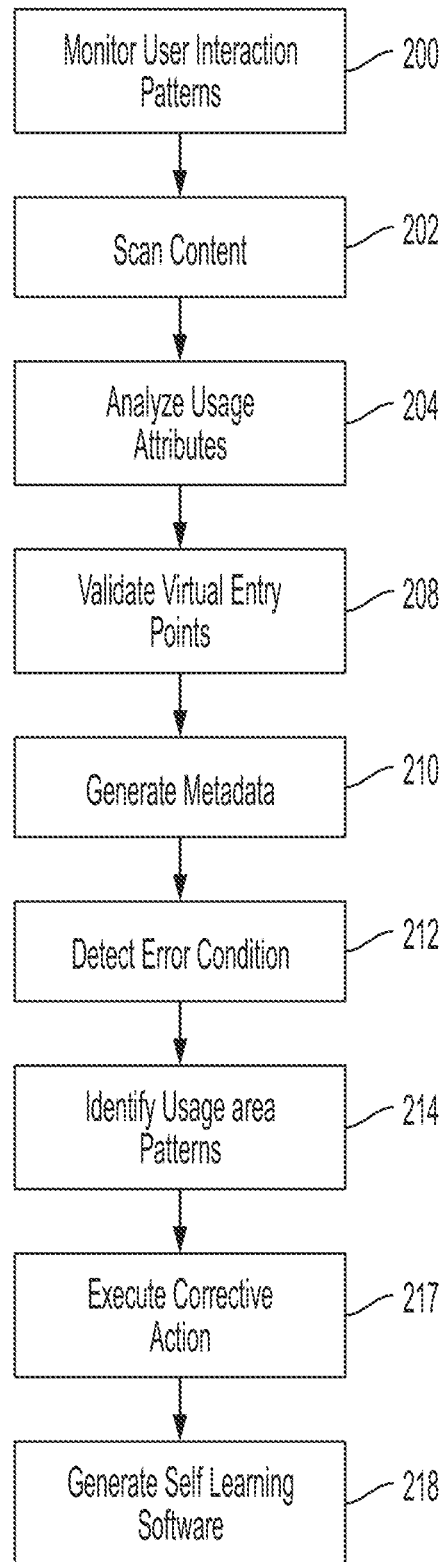 Monitor User Interaction
Patterns
200
Scan Content
202
Analyze Usage
Attributes
204
Validate Virtual Entry
Points
208
Generate Metadata
210
Detect Error Condition
212
Identify Usage area
Patterns
214
Execute Corrective
Action
217
Generate Self Learning
Software
218